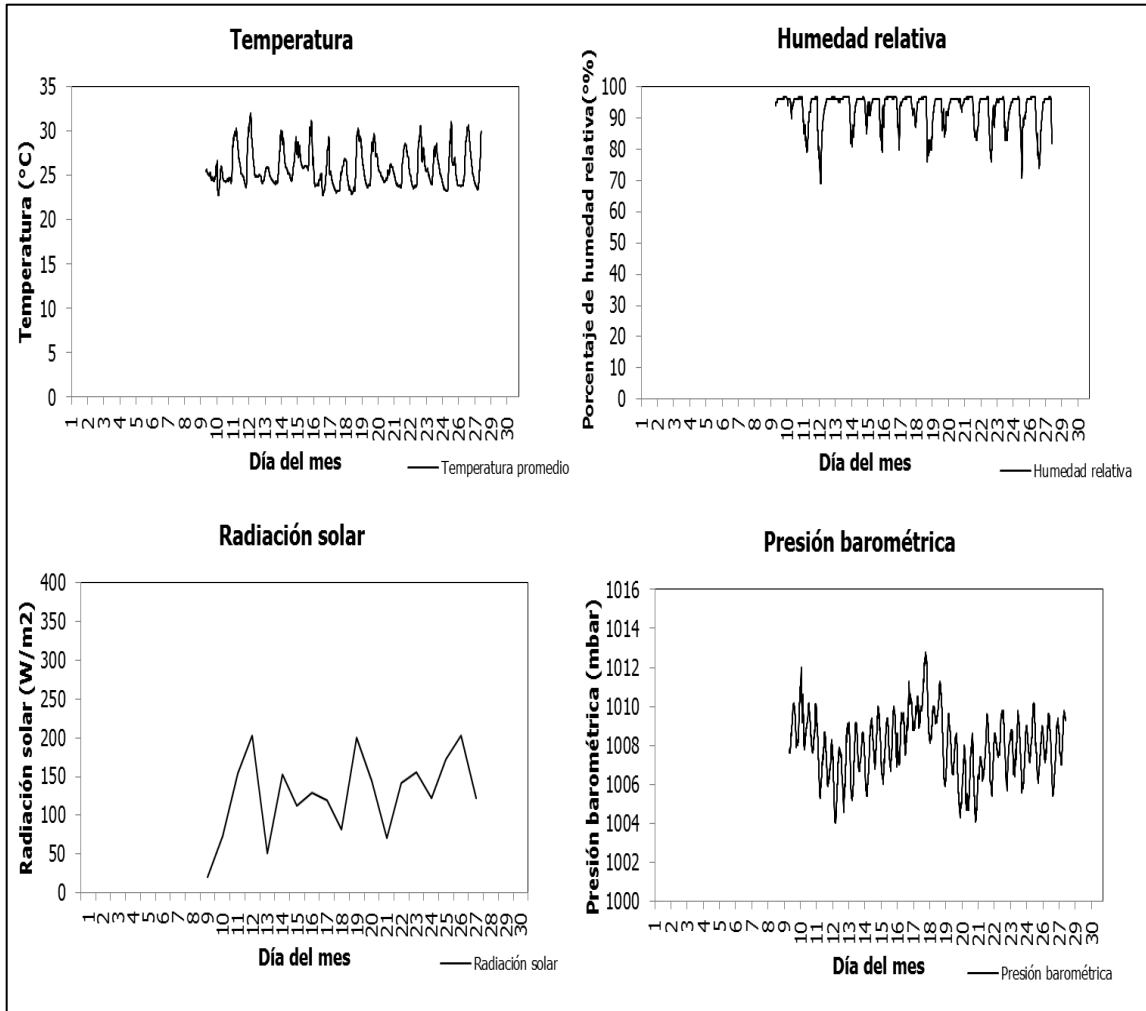 Temperatura
Temperatura (°C)
35
30
25
20
15
10
5
0
1 2 3 4 5 6 7 8 9 10 11 12 13 14 15 16 17 18 19 20 21 22 23 24 25 27 29 30
Día del mes
Temperatura promedio
Humedad relativa
Porcentaje de humedad relativa(°%)
100
90
80
70
60
50
40
30
20
10
0
1 2 3 4 5 6 7 8 9 10 11 12 13 14 15 16 17 18 19 20 21 22 23 24 25 27 29 30
Día del mes
Humedad relativa
Radiación solar
Radiación solar (W/m2)
400
350
300
250
200
150
100
50
0
1 2 3 4 5 6 7 8 9 10 11 12 13 14 15 16 17 18 19 20 21 22 23 24 25 26 27 28 29 30
Día del mes
Radiación solar
Presión barométrica
Presión barométrica (mbar)
1016
1014
1012
1010
1008
1006
1004
1002
1000
1 2 3 4 5 6 7 8 9 10 11 12 13 14 15 16 17 18 19 20 21 22 23 24 25 27 29 30
Día del mes
Presión barométrica